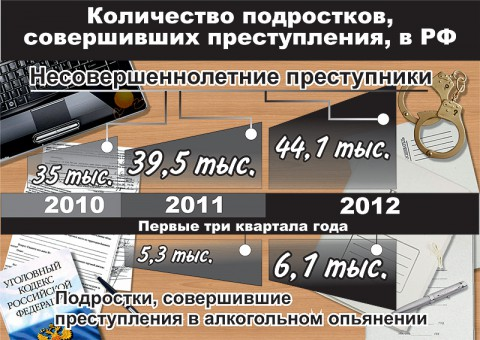 Количество подростков,
совершивших преступления, в РФ
Несовершеннолетние преступники
35 тыс.
39,5 тыс.
44,1 тыс.
2010
2011
2012
Первые три квартала года
5,3 тыс.
6,1 тыс.
УГОЛОВНЫЙ
КОДЕКС
РОССИЙСКОЙ
ФЕДЕРАЦИИ
Подростки, совершившие
преступления в алкогольном опьянении